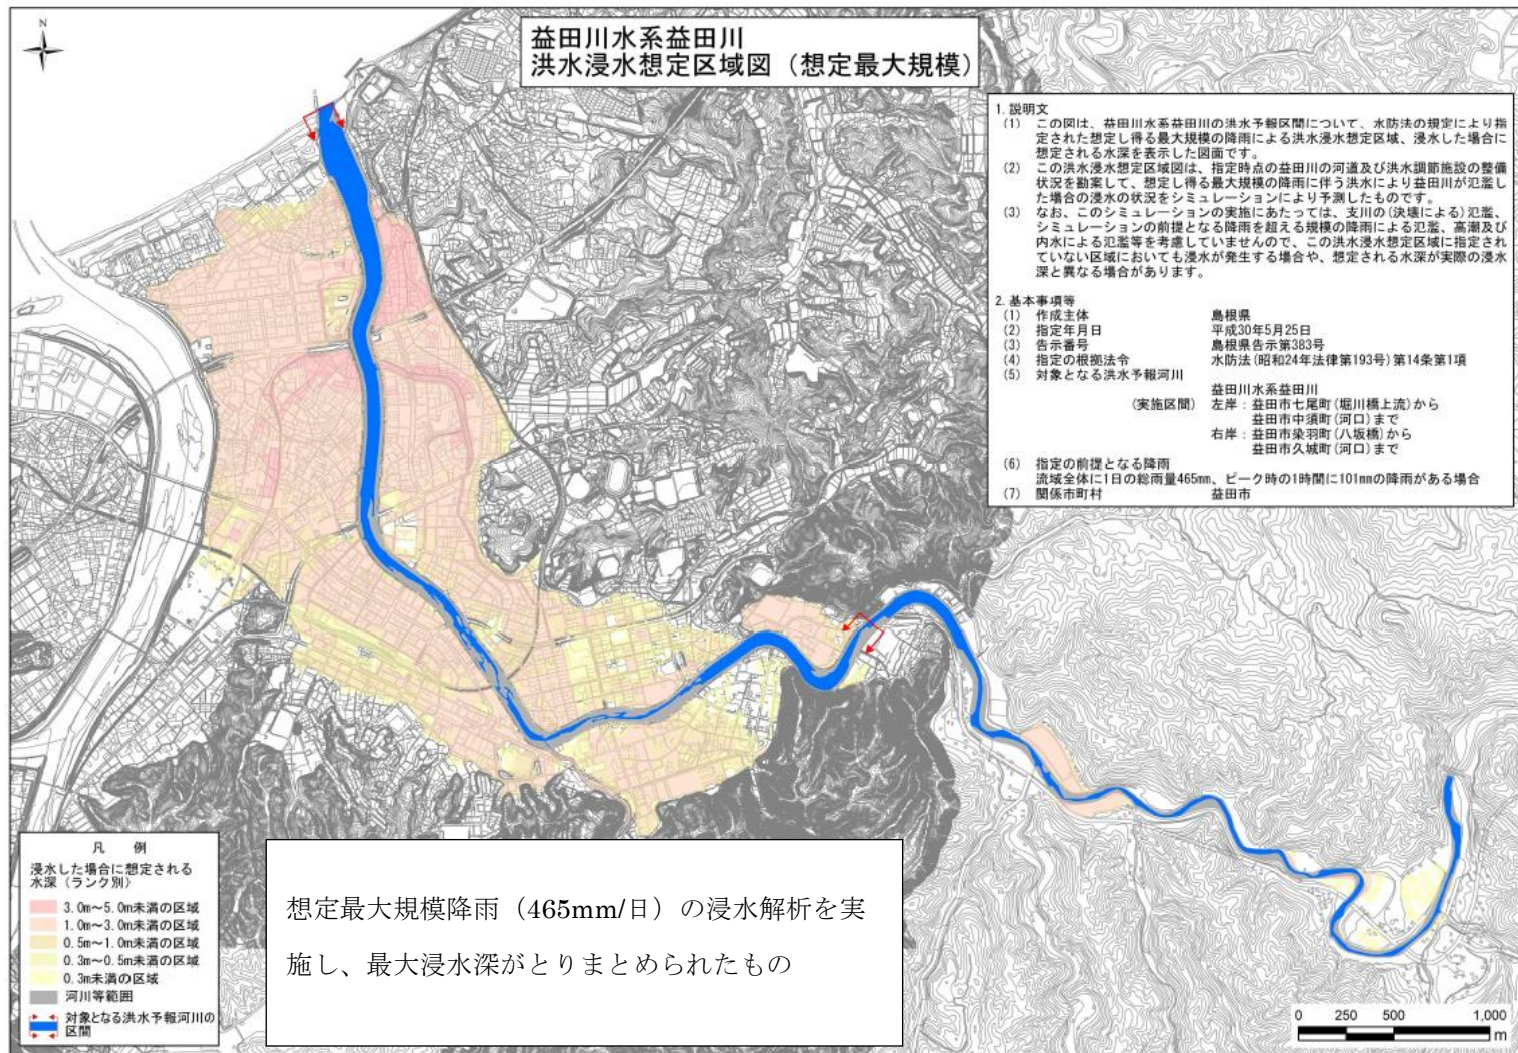 N
益田川水系益田川
洪水浸水想定区域図（想定最大規模）
1. 説明文
(1) この図は、益田川水系益田川の洪水予報区間について、水防法の規定により指
定された想定し得る最大規模の降雨による洪水浸水想定区域、浸水した場合に
想定される水深を表示した図面です。
(2) この洪水浸水想定区域図は、指定時点の益田川の河道及び洪水調節施設の整備
状況を勘案して、想定し得る最大規模の降雨に伴う洪水により益田川が氾濫し
た場合の浸水の状況をシミュレーションにより予測したものです。
(3) なお、このシミュレーションの実施にあたっては、支川の(決壊による)氾濫、
シミュレーションの前提となる降雨を超える規模の降雨による氾濫、高潮及び
内水による氾濫等を考慮していませんので、この洪水浸水想定区域に指定され
ていない区域においても浸水が発生する場合や、想定される水深が実際の浸水
深と異なる場合があります。
2. 基本事項等
(1) 作成主体 島根県
(2) 指定年月日 平成30年5月25日
(3) 告示番号 島根県告示第383号
(4) 指定の根拠法令 水防法(昭和24年法律第193号)第14条第1項
(5) 対象となる洪水予報河川
益田川水系益田川
(実施区間) 左岸：益田市七尾町(堀川橋上流)から
益田市中須町(河口)まで
右岸：益田市染羽町(八坂橋)から
益田市久城町(河口)まで
(6) 指定の前提となる降雨
流域全体に1日の総雨量465mm、ピーク時の1時間に101mmの降雨がある場合
(7) 関係市町村 益田市
凡 例
浸水した場合に想定される
水深（ランク別）
3.0m～5.0m未満の区域
1.0m～3.0m未満の区域
0.5m～1.0m未満の区域
0.3m～0.5m未満の区域
0.3m未満の区域
河川等範囲
対象となる洪水予報河川の
区間
想定最大規模降雨（465mm/日）の浸水解析を実
施し、最大浸水深がとりまとめられたもの
0 250 500 1,000
m